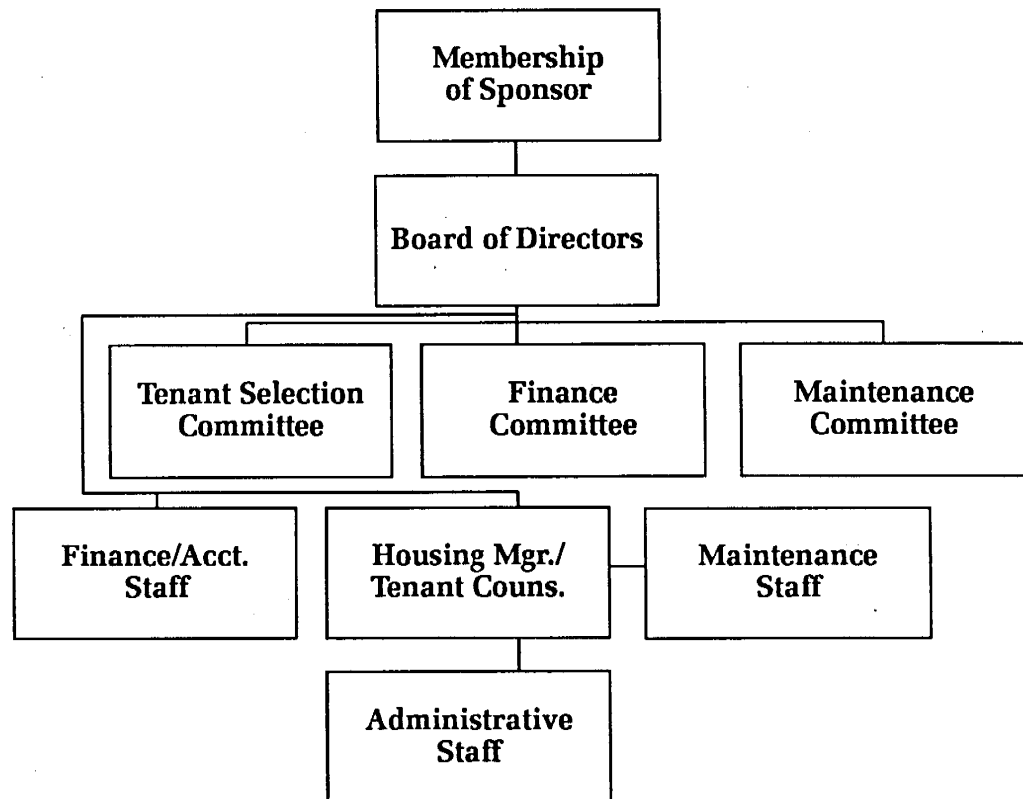 Membership
of Sponsor
Board of Directors
Tenant Selection
Committee
Finance
Committee
Maintenance
Committee
Finance/Acct.
Staff
Housing Mgr./
Tenant Couns.
Maintenance
Staff
Administrative
Staff